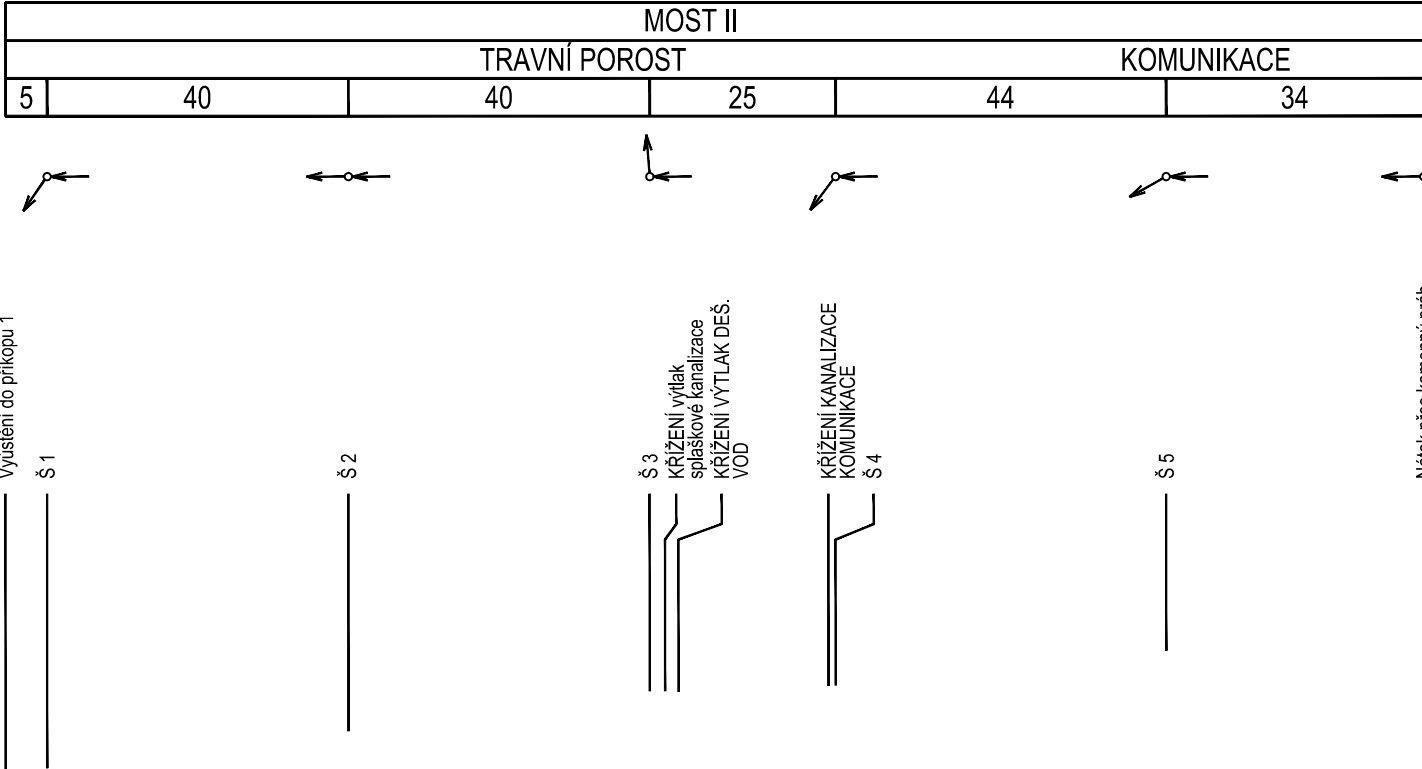 MOST II
TRAVNÍ POROST KOMUNIKACE
5 40 40 25 44 34
Vyústění do příkopu 1
Š 1
Š 2
Š 3
KŘÍŽENÍ výtlak
splaškové kanalizace
KŘÍŽENÍ VÝTLAK DEŠ.
VOD
KŘÍŽENÍ KANALIZACE
KOMUNIKACE
Š 4
Š 5